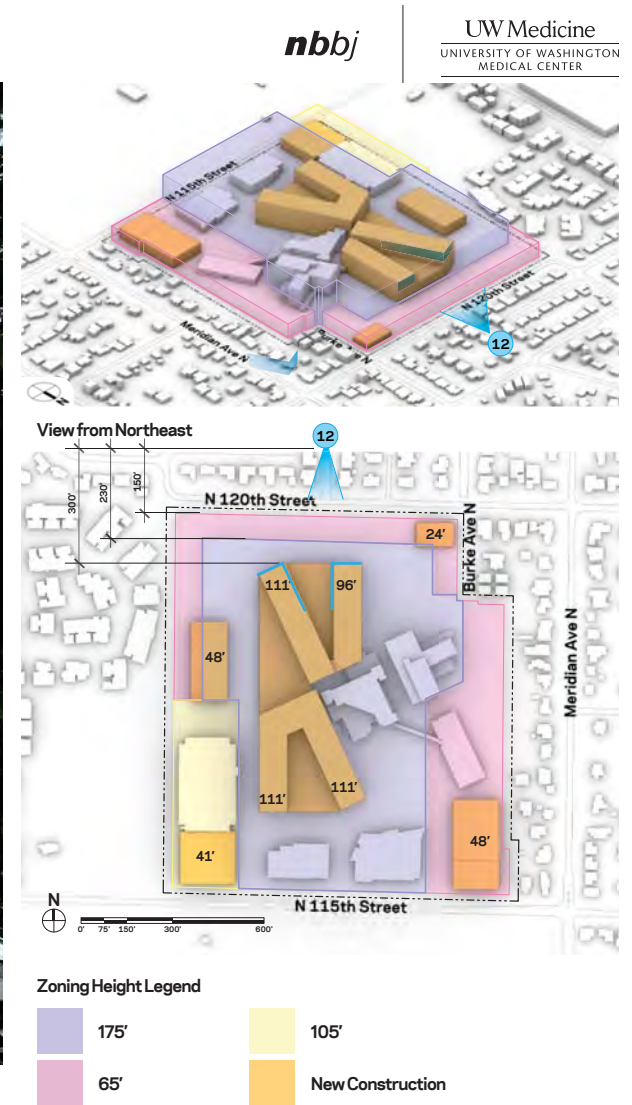 nbbj
UW Medicine
UNIVERSITY OF WASHINGTON
MEDICAL CENTER
N 115th Street
N 120th Street
Meridian Ave N
Burke Ave N
12
N
View from Northeast
12
300'
230'
150'
N 120th Street
Burke Ave N
24'
111'
96'
48'
Meridian Ave N
111'
111'
41'
48'
N
N 115th Street
0' 75' 150' 300' 600'
Zoning Height Legend
175'
105'
65'
New Construction